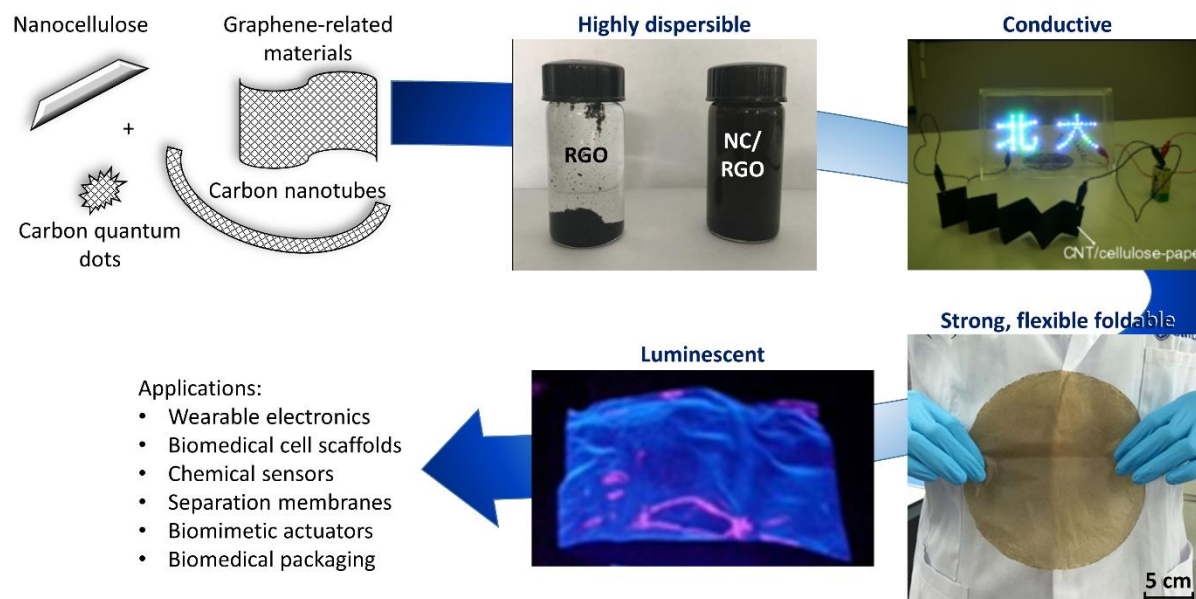 Nanocellulose
Graphene-related
materials
+
Carbon nanotubes
Carbon quantum
dots
Highly dispersible
RGO
NC/
RGO
Conductive
北大
CNT/cellulose-paper
Strong, flexible foldable
5 cm
Luminescent
Applications:
• Wearable electronics
• Biomedical cell scaffolds
• Chemical sensors
• Separation membranes
• Biomimetic actuators
• Biomedical packaging